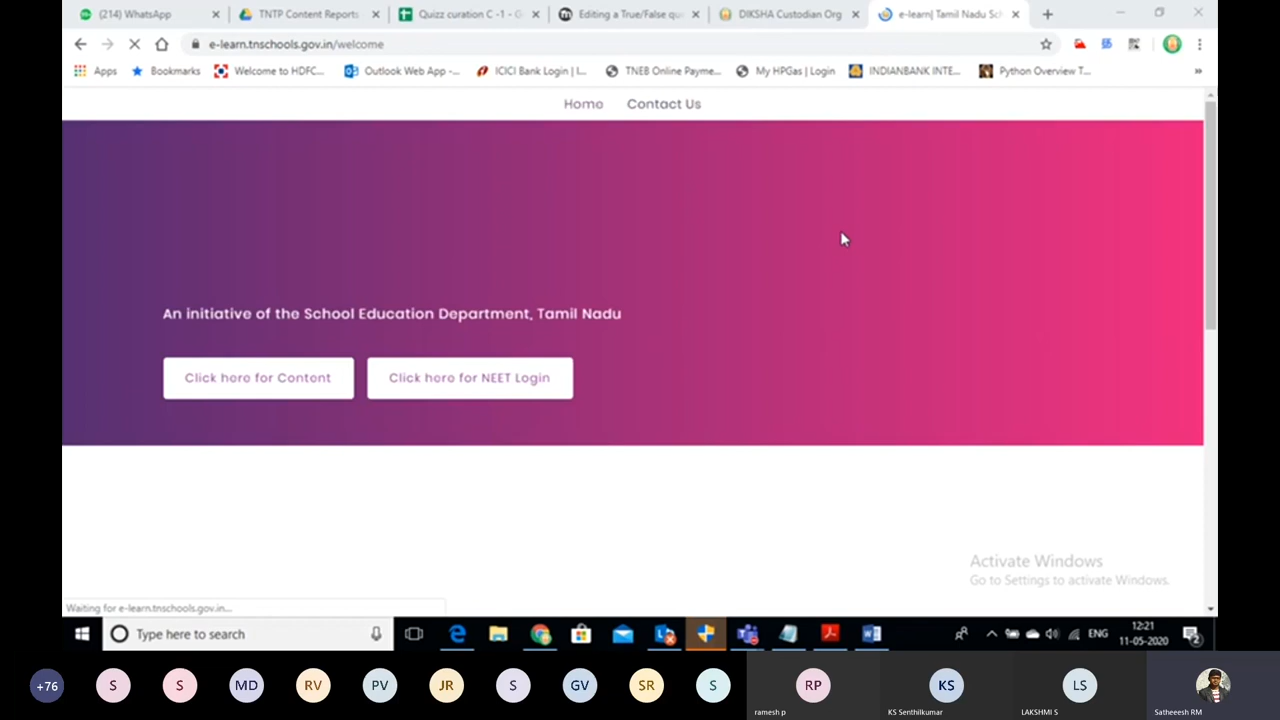 (214) WhatsApp
TNTP Content Reports
Quizz curation C -1 - G
Editing a True/False qu
DIKSHA Custodian Org
e-learn| Tamil Nadu Sch
e-learn.tnschools.gov.in/welcome
Apps
Bookmarks
Welcome to HDFC...
Outlook Web App -...
ICICI Bank Login | I...
TNEB Online Payme...
My HPGas | Login
INDIANBANK INTE...
Python Overview T...
Home
Contact Us
An initiative of the School Education Department, Tamil Nadu
Click here for Content
Click here for NEET Login
Activate Windows
Go to Settings to activate Windows.
Waiting for e-learn.tnschools.gov.in...
Type here to search
ENG
12:21
11-05-2020
2
+76
S
S
MD
RV
PV
JR
S
GV
SR
S
RP
ramesh p
KS
KS Senthilkumar
LS
LAKSHMI S
Satheeesh RM